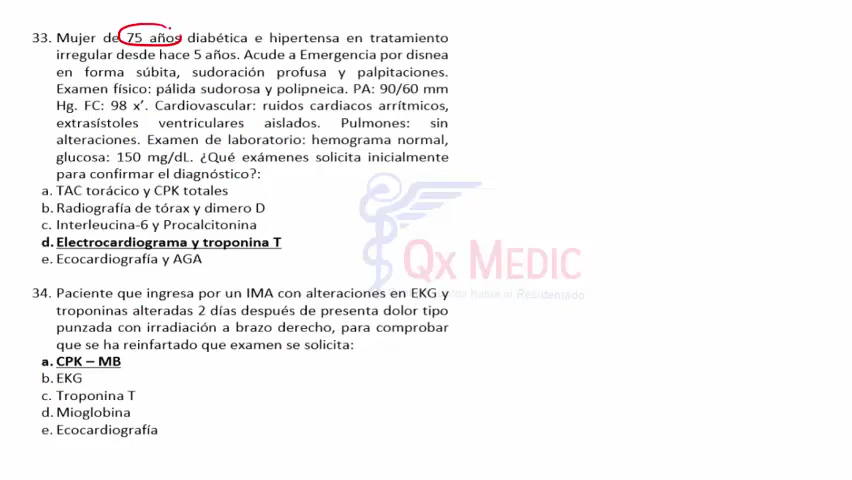 33. Mujer de 75 años diabética e hipertensa en tratamiento
irregular desde hace 5 años. Acude a Emergencia por disnea
en forma súbita, sudoración profusa y palpitaciones.
Examen físico: pálida sudorosa y polipneica. PA: 90/60 mm
Hg. FC: 98 x’. Cardiovascular: ruidos cardiacos arrítmicos,
extrasístoles ventriculares aislados. Pulmones: sin
alteraciones. Examen de laboratorio: hemograma normal,
glucosa: 150 mg/dL. ¿Qué exámenes solicita inicialmente
para confirmar el diagnóstico?:
a. TAC torácico y CPK totales
b. Radiografía de tórax y dimero D
c. Interleucina-6 y Procalcitonina
d. Electrocardiograma y troponina T
e. Ecocardiografía y AGA
QX MEDIC
34. Paciente que ingresa por un IMA con alteraciones en EKG y
troponinas alteradas 2 días después de presenta dolor tipo
punzada con irradiación a brazo derecho, para comprobar
que se ha reinfartado que examen se solicita:
a. CPK – MB
b. EKG
c. Troponina T
d. Mioglobina
e. Ecocardiografía